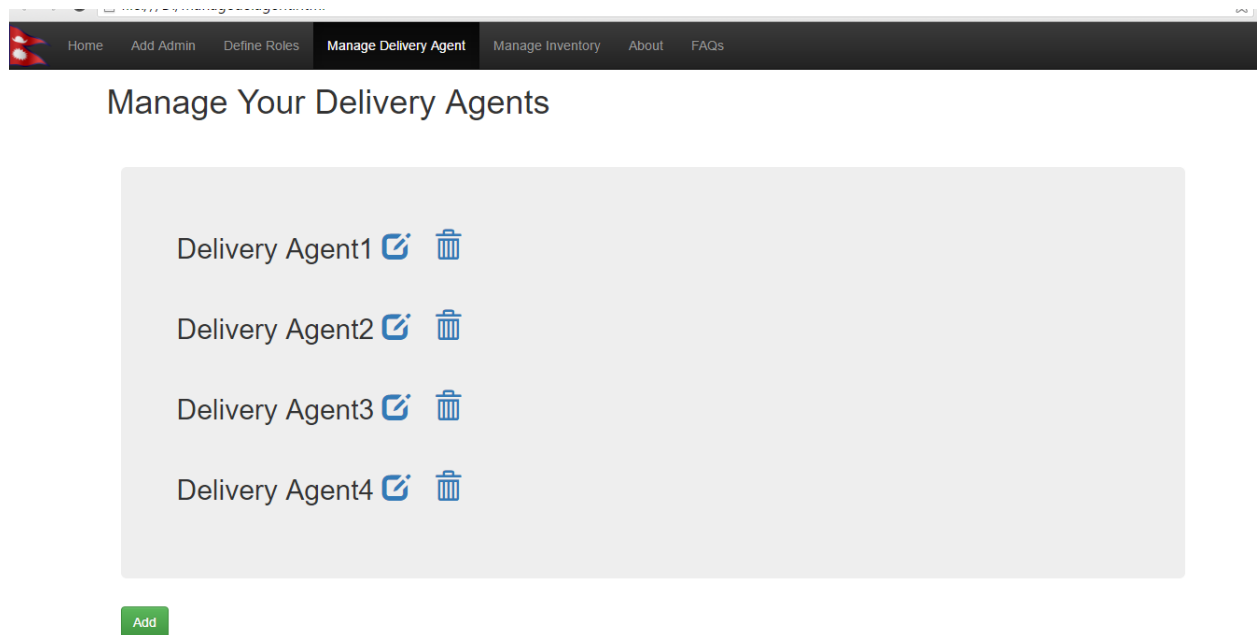 Home Add Admin Define Roles Manage Delivery Agent Manage Inventory About FAQs
Manage Your Delivery Agents
Delivery Agent1
Delivery Agent2
Delivery Agent3
Delivery Agent4
Add